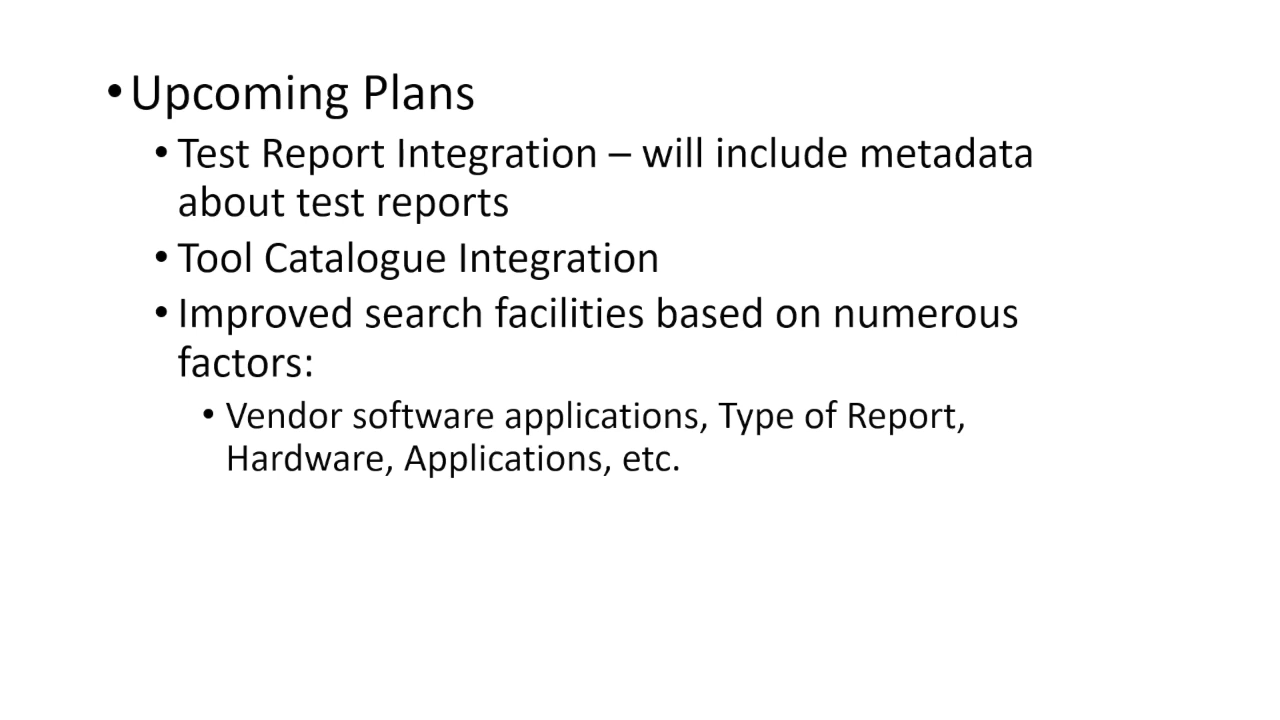 •Upcoming Plans
• Test Report Integration – will include metadata
about test reports
• Tool Catalogue Integration
• Improved search facilities based on numerous
factors:
• Vendor software applications, Type of Report,
Hardware, Applications, etc.